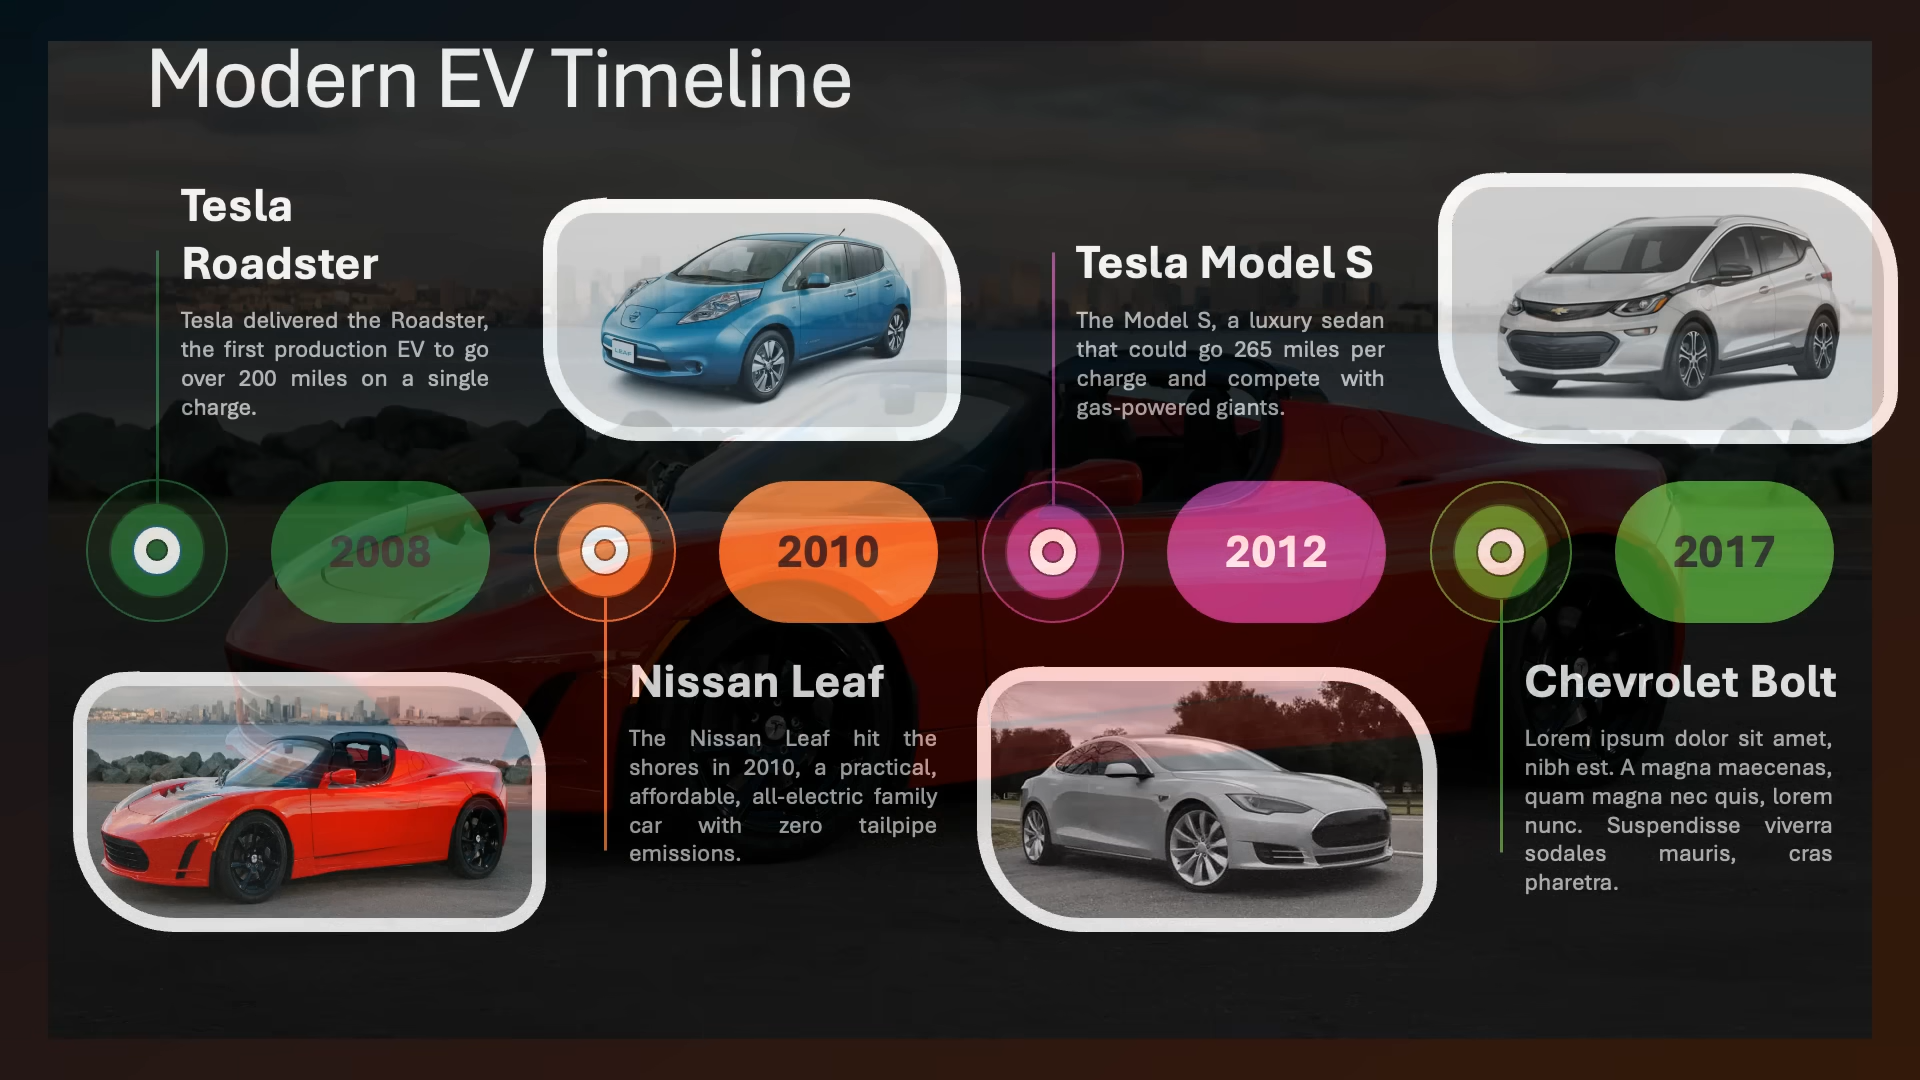 Modern EV Timeline
Tesla
Roadster
Tesla delivered the Roadster,
the first production EV to go
over 200 miles on a single
charge.
LEAF
Tesla Model S
The Model S, a luxury sedan
that could go 265 miles per
charge and compete with
gas-powered giants.
2008
2010
2012
2017
Nissan Leaf
The Nissan Leaf hit the
shores in 2010, a practical,
affordable, all-electric family
car with zero tailpipe
emissions.
Chevrolet Bolt
Lorem ipsum dolor sit amet,
nibh est. A magna maecenas,
quam magna nec quis, lorem
nunc. Suspendisse viverra
sodales mauris, cras
pharetra.